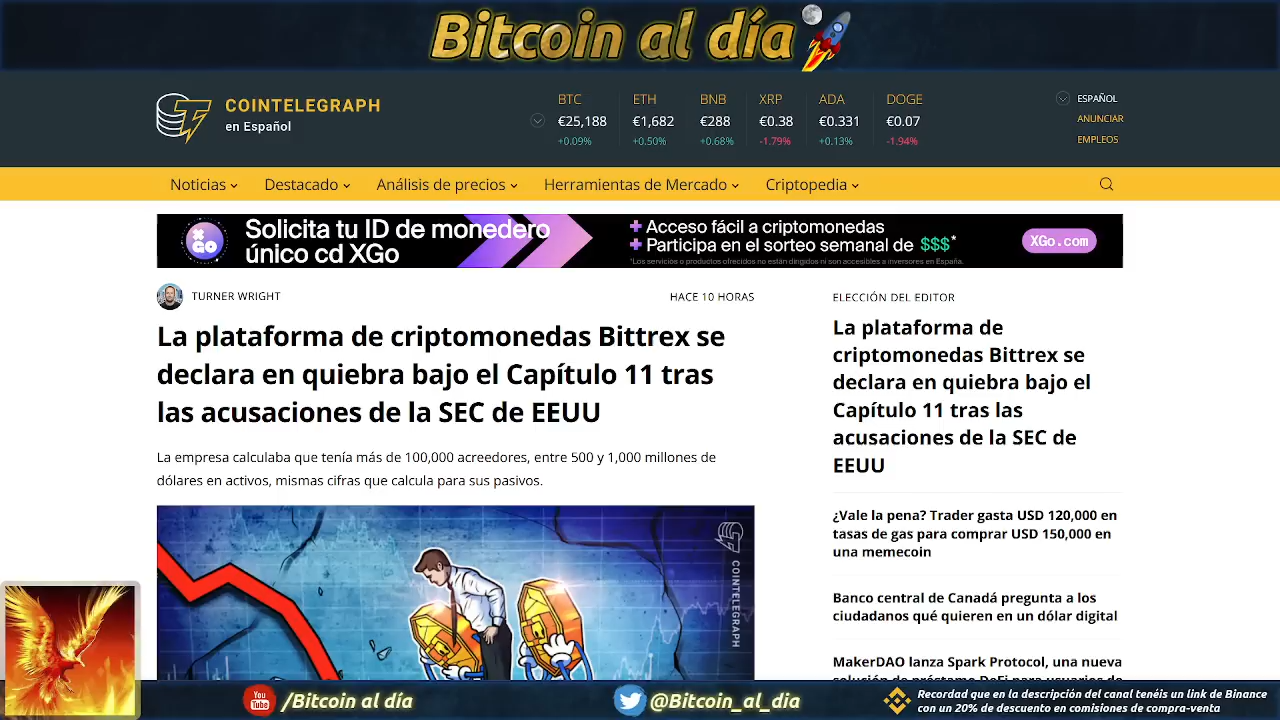 Bitcoin al día
COINTELEGRAPH
en Español
BTC
€25,188
+0.09%
ETH
€1,682
+0.50%
BNB
€288
+0.68%
XRP
€0.38
-1.79%
ADA
€0.331
+0.13%
DOGE
€0.07
-1.94%
ESPAÑOL
ANUNCIAR
EMPLEOS
Noticias
Destacado
Análisis de precios
Herramientas de Mercado
Criptopedia
X GO
Solicita tu ID de monedero
único cd XGo
+ Acceso fácil a criptomonedas
+ Participa en el sorteo semanal de $$$*
*Los servicios o productos ofrecidos no están dirigidos ni son accesibles a inversores en España.
XGo.com
TURNER WRIGHT
HACE 10 HORAS
La plataforma de criptomonedas Bittrex se
declara en quiebra bajo el Capítulo 11 tras
las acusaciones de la SEC de EEUU
La empresa calculaba que tenía más de 100,000 acreedores, entre 500 y 1,000 millones de
dólares en activos, mismas cifras que calcula para sus pasivos.
COINTELEGRAPH
ELECCIÓN DEL EDITOR
La plataforma de
criptomonedas Bittrex se
declara en quiebra bajo el
Capítulo 11 tras las
acusaciones de la SEC de
EEUU
¿Vale la pena? Trader gasta USD 120,000 en
tasas de gas para comprar USD 150,000 en
una memecoin
Banco central de Canadá pregunta a los
ciudadanos qué quieren en un dólar digital
MakerDAO lanza Spark Protocol, una nueva
solución de préstamo DeFi para usuarios de
You Tube
/Bitcoin al día
@Bitcoin_al_dia
Recordad que en la descripción del canal tenéis un link de Binance
con un 20% de descuento en comisiones de compra-venta